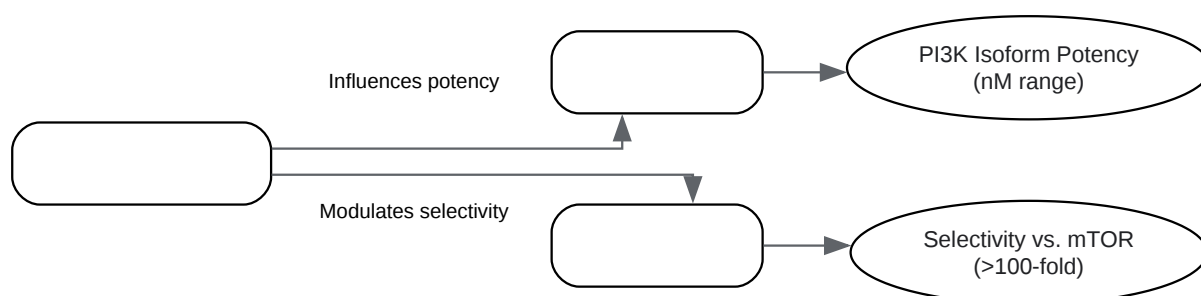 Influences potency
PI3K Isoform Potency
(nM range)
Modulates selectivity
Selectivity vs. mTOR
(>100-fold)